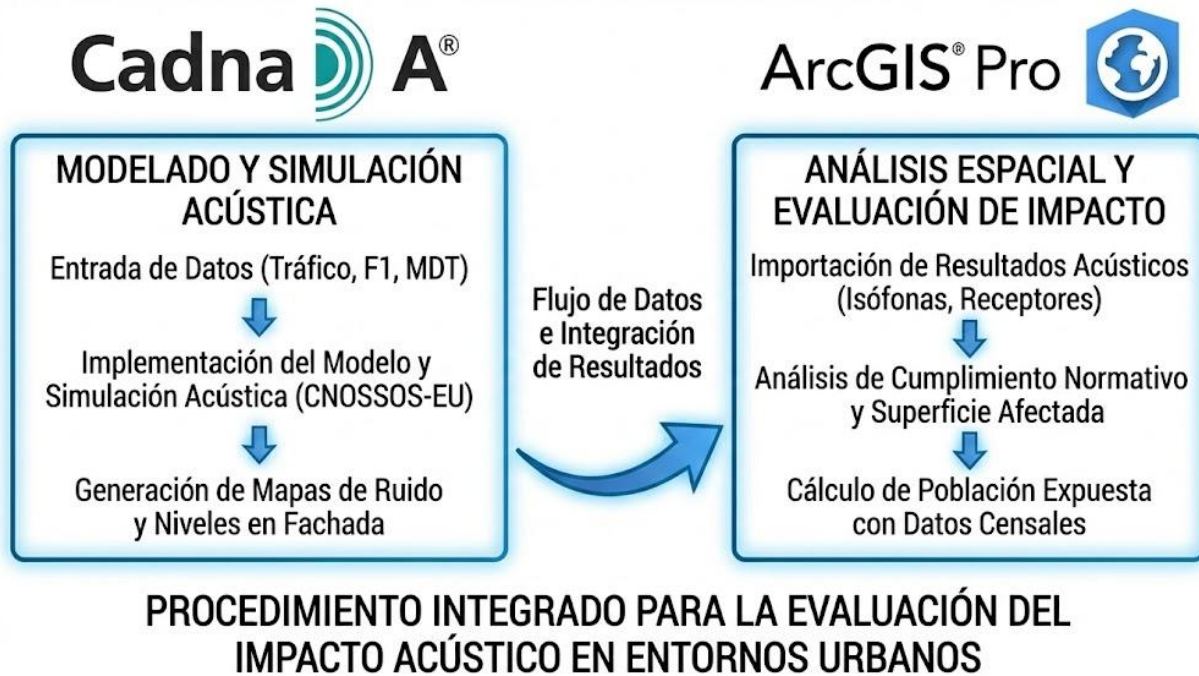 Cadna A®
ArcGIS® Pro
MODELADO Y SIMULACIÓN
ACÚSTICA
Entrada de Datos (Tráfico, F1, MDT)
Implementación del Modelo y
Simulación Acústica (CNOSSOS-EU)
Generación de Mapas de Ruido
y Niveles en Fachada
Flujo de Datos
e Integración
de Resultados
ANÁLISIS ESPACIAL Y
EVALUACIÓN DE IMPACTO
Importación de Resultados Acústicos
(Isófonas, Receptores)
Análisis de Cumplimiento Normativo
y Superficie Afectada
Cálculo de Población Expuesta
con Datos Censales
PROCEDIMIENTO INTEGRADO PARA LA EVALUACIÓN DEL
IMPACTO ACÚSTICO EN ENTORNOS URBANOS